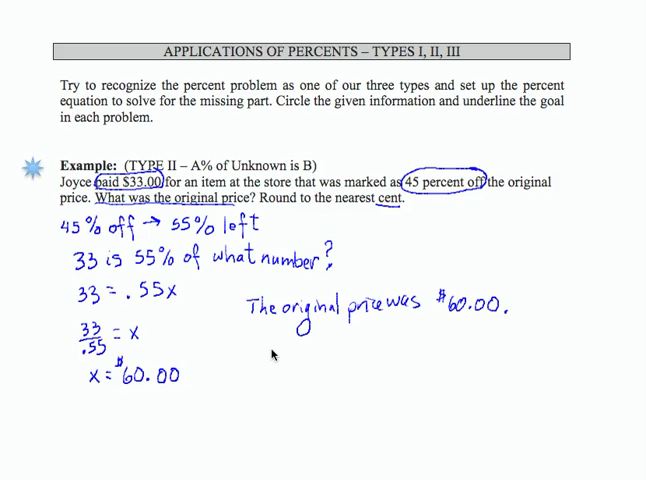 APPLICATIONS OF PERCENTS – TYPES I, II, III
Try to recognize the percent problem as one of our three types and set up the percent
equation to solve for the missing part. Circle the given information and underline the goal
in each problem.
Example: (TYPE II – A% of Unknown is B)
Joyce paid $33.00 for an item at the store that was marked as 45 percent off the original
price. What was the original price? Round to the nearest cent.
45% off → 55% left
33 is 55% of what number?
33 = .55x
The original price was $60.00.
33/.55 = x
x = $60.00